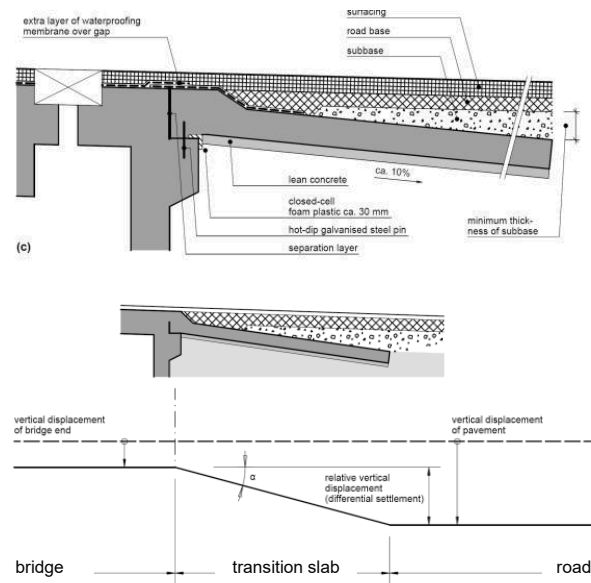 surfacing
extra layer of waterproofing
membrane over gap
road base
subbase
lean concrete
ca. 10%
closed-cell
foam plastic ca. 30 mm
hot-dip galvanised steel pin
separation layer
minimum thick-
ness of subbase
(c)
vertical displacement
of bridge end
vertical displacement
of pavement
α
relative vertical
displacement
(differential settlement)
bridge
transition slab
road